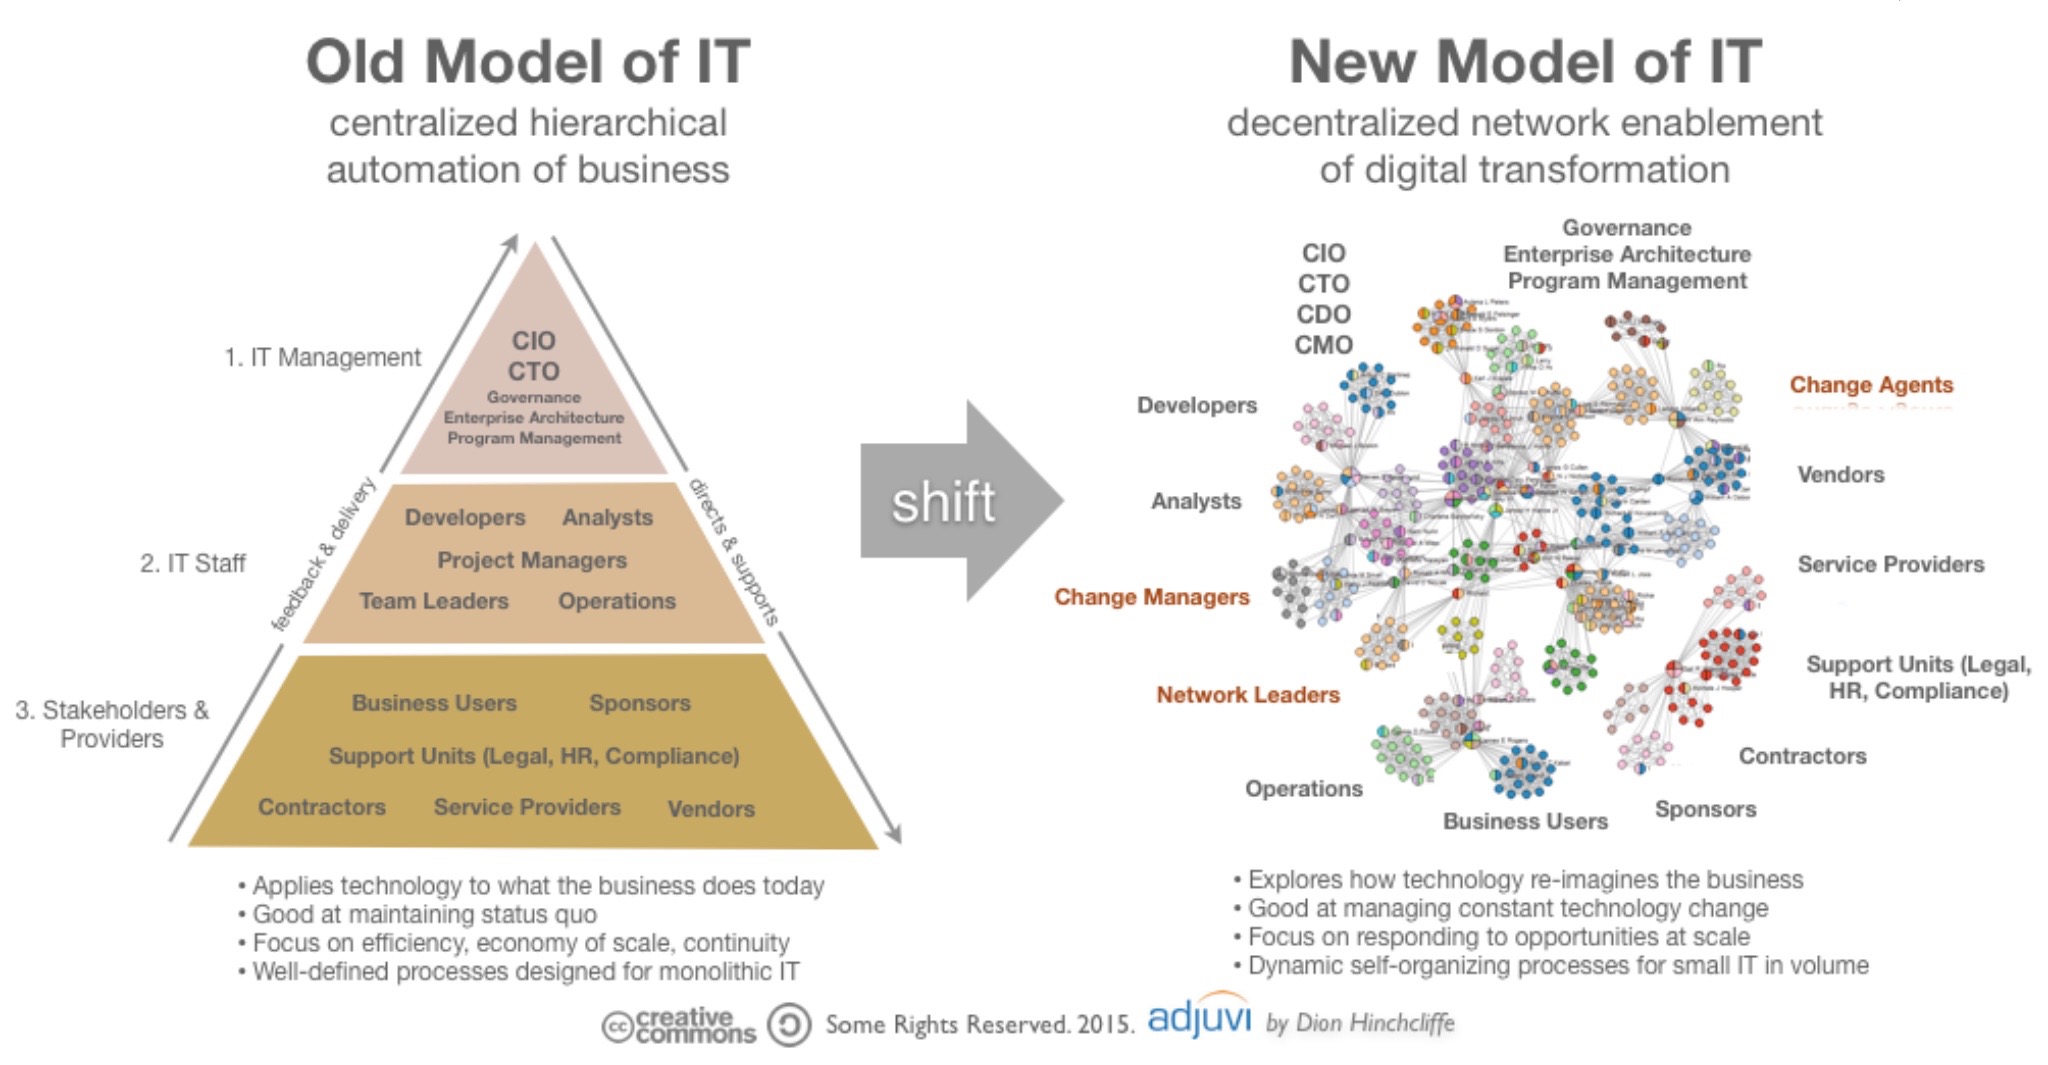 Old Model of IT
centralized hierarchical
automation of business
1. IT Management
CIO
CTO
Governance
Enterprise Architecture
Program Management
feedback & delivery
directs & supports
2. IT Staff
Developers Analysts
Project Managers
Team Leaders Operations
3. Stakeholders &
Providers
Business Users Sponsors
Support Units (Legal, HR, Compliance)
Contractors Service Providers Vendors
• Applies technology to what the business does today
• Good at maintaining status quo
• Focus on efficiency, economy of scale, continuity
• Well-defined processes designed for monolithic IT
shift
New Model of IT
decentralized network enablement
of digital transformation
Governance
Enterprise Architecture
Program Management
CIO
CTO
CDO
CMO
Change Agents
Developers
Vendors
Analysts
Service Providers
Change Managers
Support Units (Legal,
HR, Compliance)
Network Leaders
Contractors
Operations
Sponsors
Business Users
• Explores how technology re-imagines the business
• Good at managing constant technology change
• Focus on responding to opportunities at scale
• Dynamic self-organizing processes for small IT in volume
cc creative
commons
Some Rights Reserved. 2015.
adjuvi
by Dion Hinchcliffe